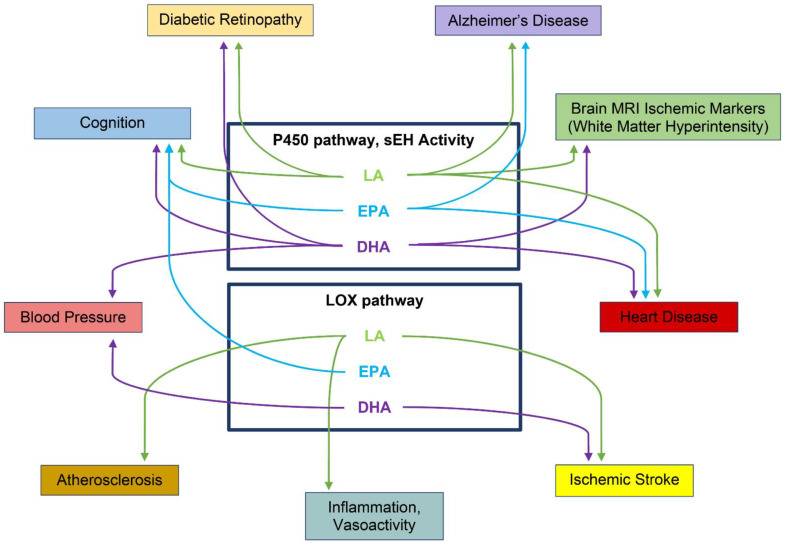 Diabetic Retinopathy
Alzheimer's Disease
Cognition
Brain MRI Ischemic Markers
(White Matter Hyperintensity)
P450 pathway, sEH Activity
LA
EPA
DHA
Blood Pressure
Heart Disease
LOX pathway
LA
EPA
DHA
Atherosclerosis
Ischemic Stroke
Inflammation,
Vasoactivity